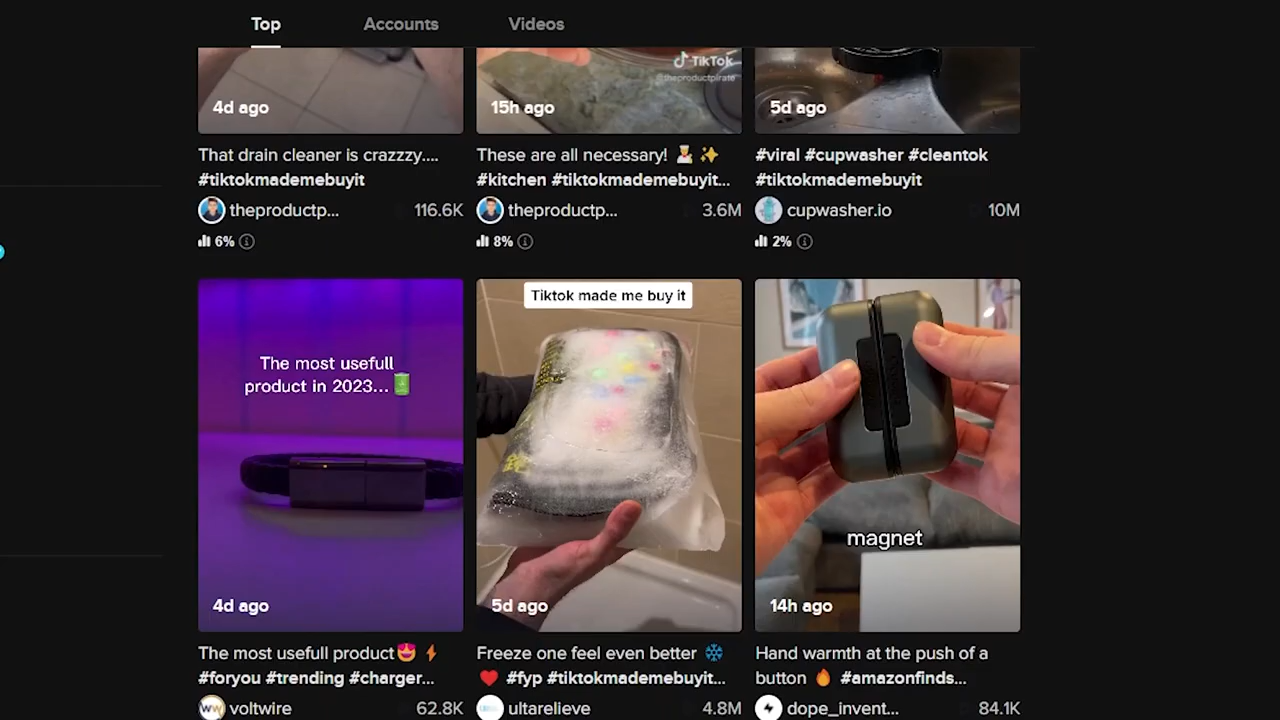 Top Accounts Videos
TikTok
@theproductpirate
4d ago
15h ago
5d ago
That drain cleaner is crazzzy....
#tiktokmademebuyit
theproductp... 116.6K
6%
These are all necessary! 👨‍🍳 ✨
#kitchen #tiktokmademebuyit...
theproductp... 3.6M
8%
#viral #cupwasher #cleantok
#tiktokmademebuyit
cupwasher.io 10M
2%
The most usefull
product in 2023...🔋
4d ago
The most usefull product😍 ⚡
#foryou #trending #charger...
voltwire 62.8K
Tiktok made me buy it
5d ago
Freeze one feel even better ❄️
❤️ #fyp #tiktokmademebuyit...
ultarelieve 4.8M
magnet
14h ago
Hand warmth at the push of a
button 🔥 #amazonfinds...
dope_invent... 84.1K